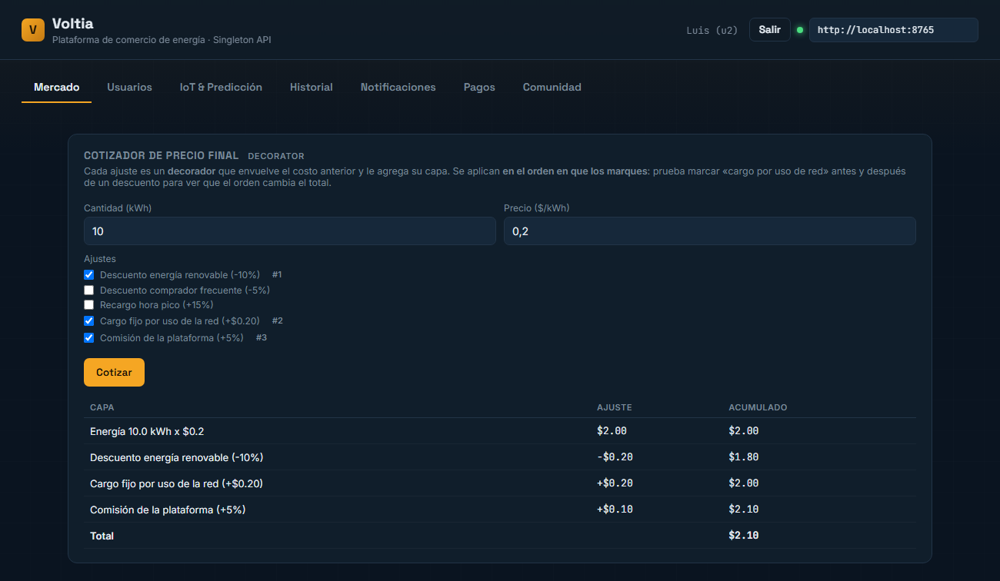 V
Voltia
Plataforma de comercio de energía · Singleton API
Luis (u2)
Salir
http://localhost:8765
Mercado
Usuarios
IoT & Predicción
Historial
Notificaciones
Pagos
Comunidad
COTIZADOR DE PRECIO FINAL DECORATOR
Cada ajuste es un decorador que envuelve el costo anterior y le agrega su capa. Se aplican en el orden en que los marques: prueba marcar «cargo por uso de red» antes y después
de un descuento para ver que el orden cambia el total.
Cantidad (kWh)
Precio ($/kWh)
10
0,2
Ajustes
Descuento energía renovable (-10%) #1
Descuento comprador frecuente (-5%)
Recargo hora pico (+15%)
Cargo fijo por uso de la red (+$0.20) #2
Comisión de la plataforma (+5%) #3
Cotizar
CAPA AJUSTE ACUMULADO
Energía 10.0 kWh x $0.2 $2.00 $2.00
Descuento energía renovable (-10%) -$0.20 $1.80
Cargo fijo por uso de la red (+$0.20) +$0.20 $2.00
Comisión de la plataforma (+5%) +$0.10 $2.10
Total $2.10